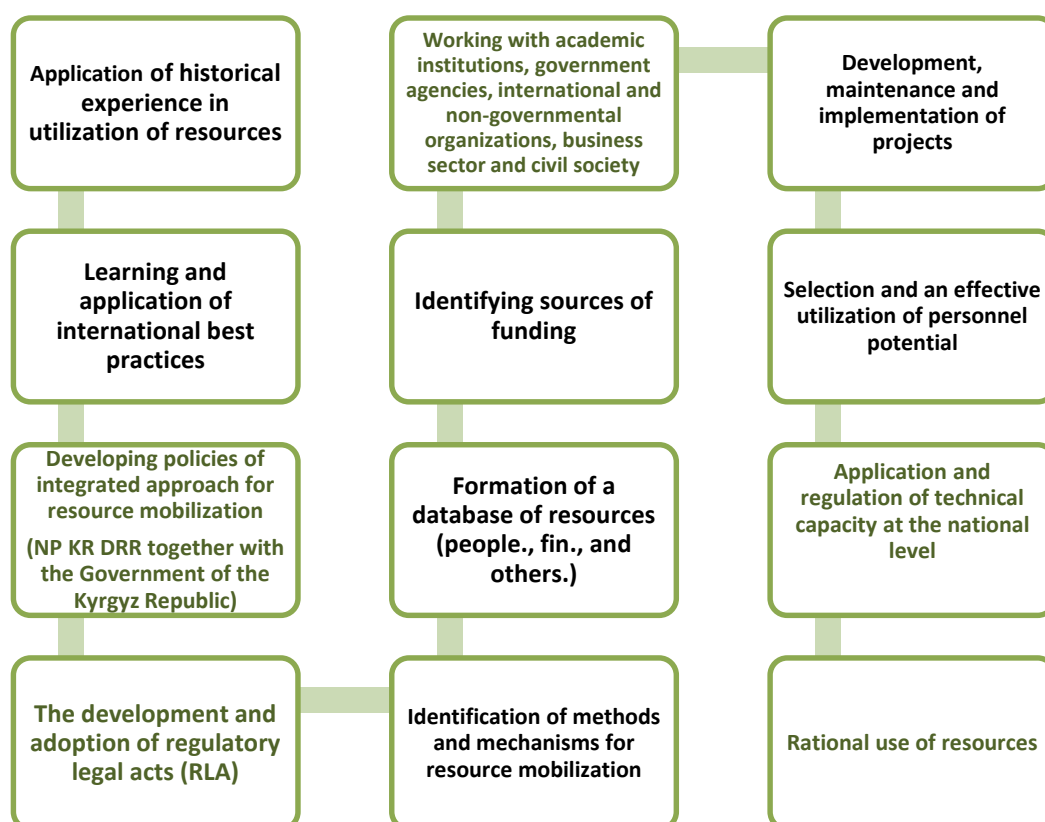 Application of historical
experience in
utilization of resources
Learning and
application of
international best
practices
Developing policies of
integrated approach for
resource mobilization
(NP KR DRR together with
the Government of the
Kyrgyz Republic)
The development and
adoption of regulatory
legal acts (RLA)
Identification of methods
and mechanisms for
resource mobilization
Formation of a
database of resources
(people., fin., and
others.)
Identifying sources of
funding
Working with academic
institutions, government
agencies, international and
non-governmental
organizations, business
sector and civil society
Development,
maintenance and
implementation of
projects
Selection and an effective
utilization of personnel
potential
Application and
regulation of technical
capacity at the national
level
Rational use of resources